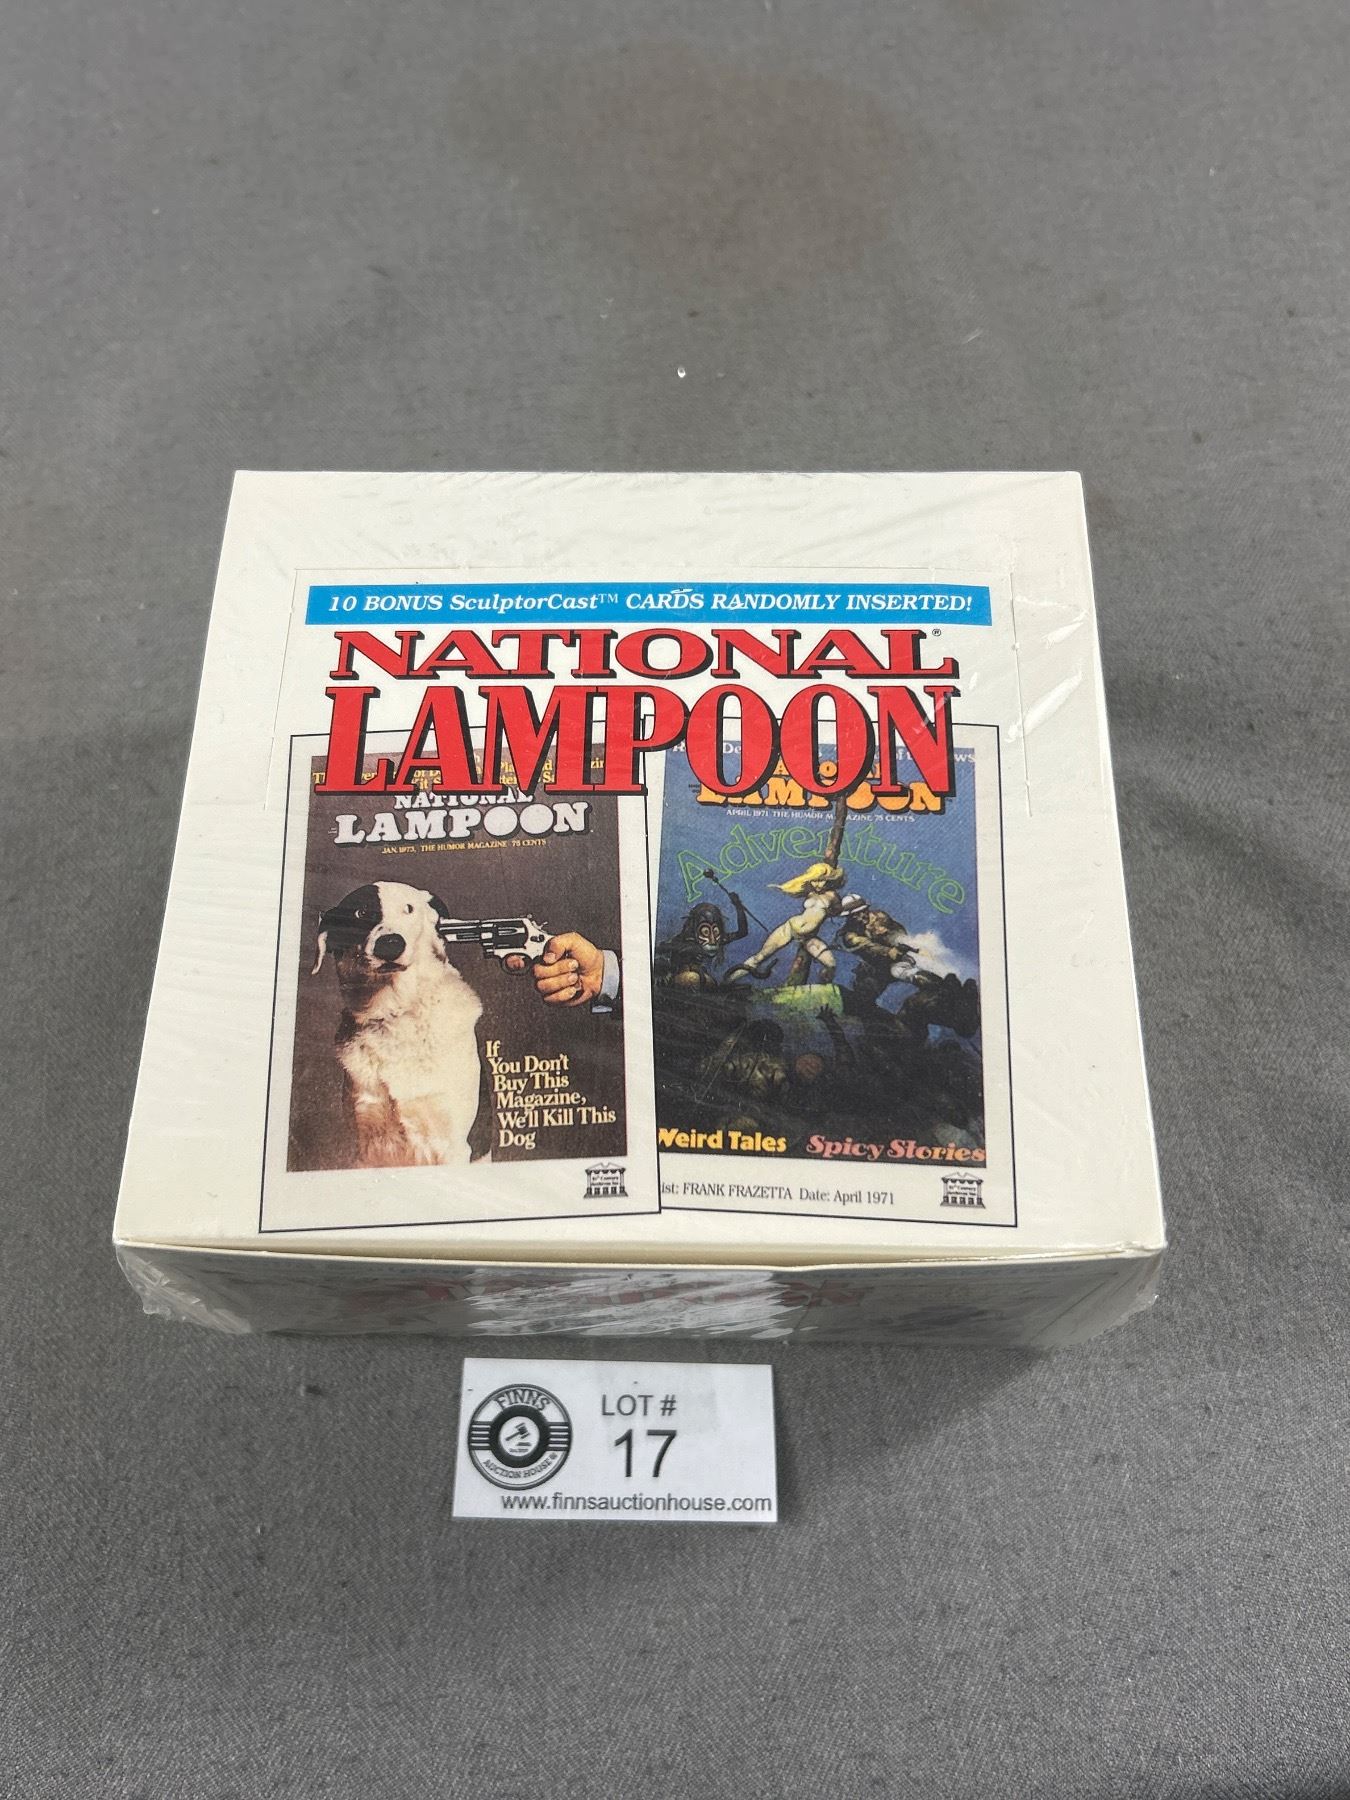 10 BONUS SculptorCast™ CARDS RANDOMLY INSERTED!
NATIONAL®
LAMPOON
NATIONAL
LAMPOON
JAN. 1973, THE HUMOR MAGAZINE 75 CENTS
If
You Don't
Buy This
Magazine,
We'll Kill This
Dog
LAMPOON
APRIL 1971 THE HUMOR MAGAZINE 75 CENTS
Adventure
Weird Tales Spicy Stories
ist: FRANK FRAZETTA Date: April 1971
FINNS
AUCTION HOUSE
LOT #
17
www.finnsauctionhouse.com